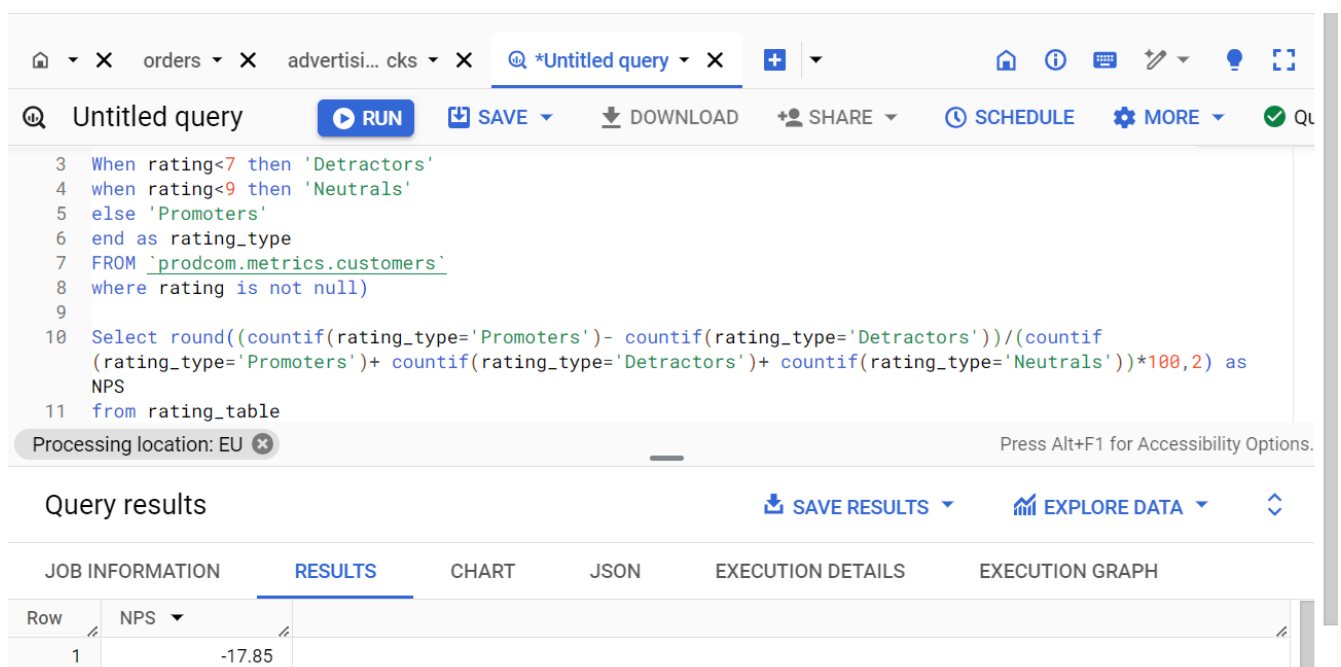 orders advertisi... cks *Untitled query
Untitled query RUN SAVE DOWNLOAD SHARE SCHEDULE MORE Qu
3 When rating<7 then 'Detractors'
4 when rating<9 then 'Neutrals'
5 else 'Promoters'
6 end as rating_type
7 FROM `prodcom.metrics.customers`
8 where rating is not null)
9
10 Select round((countif(rating_type='Promoters')- countif(rating_type='Detractors'))/(countif
(rating_type='Promoters')+ countif(rating_type='Detractors')+ countif(rating_type='Neutrals'))*100,2) as
NPS
11 from rating_table
Processing location: EU Press Alt+F1 for Accessibility Options.
Query results SAVE RESULTS EXPLORE DATA
JOB INFORMATION RESULTS CHART JSON EXECUTION DETAILS EXECUTION GRAPH
Row NPS
1 -17.85